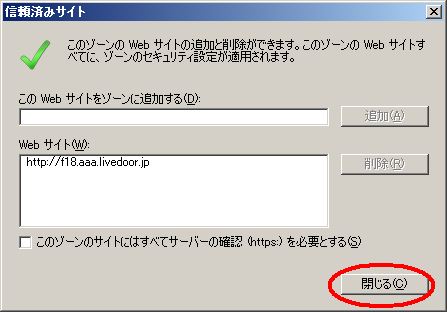 信頼済みサイト
このゾーンの Web サイトの追加と削除ができます。このゾーンの Web サイトす
べてに、ゾーンのセキュリティ設定が適用されます。
この Web サイトをゾーンに追加する(D):
追加(A)
Web サイト(W):
http://f18.aaa.livedoor.jp
削除(R)
このゾーンのサイトにはすべてサーバーの確認 (https:) を必要とする(S)
閉じる(C)